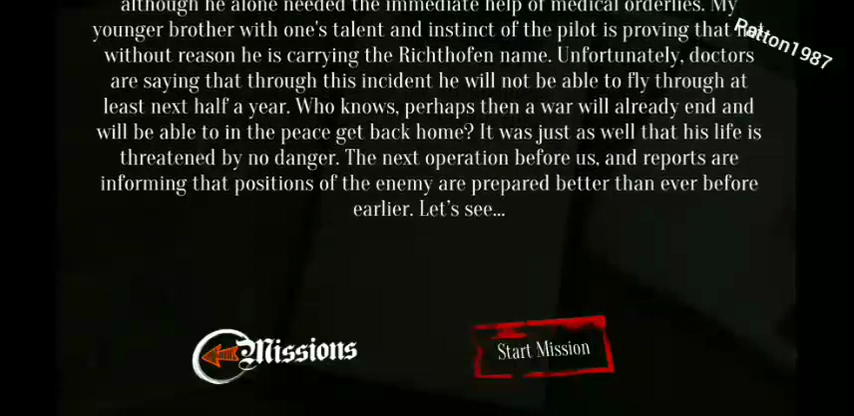 although he alone needed the immediate help of medical orderlies. My
younger brother with one's talent and instinct of the pilot is proving that not
without reason he is carrying the Richthofen name. Unfortunately, doctors
are saying that through this incident he will not be able to fly through at
least next half a year. Who knows, perhaps then a war will already end and
will be able to in the peace get back home? It was just as well that his life is
threatened by no danger. The next operation before us, and reports are
informing that positions of the enemy are prepared better than ever before
earlier. Let's see...
Patton1987
Missions
Start Mission